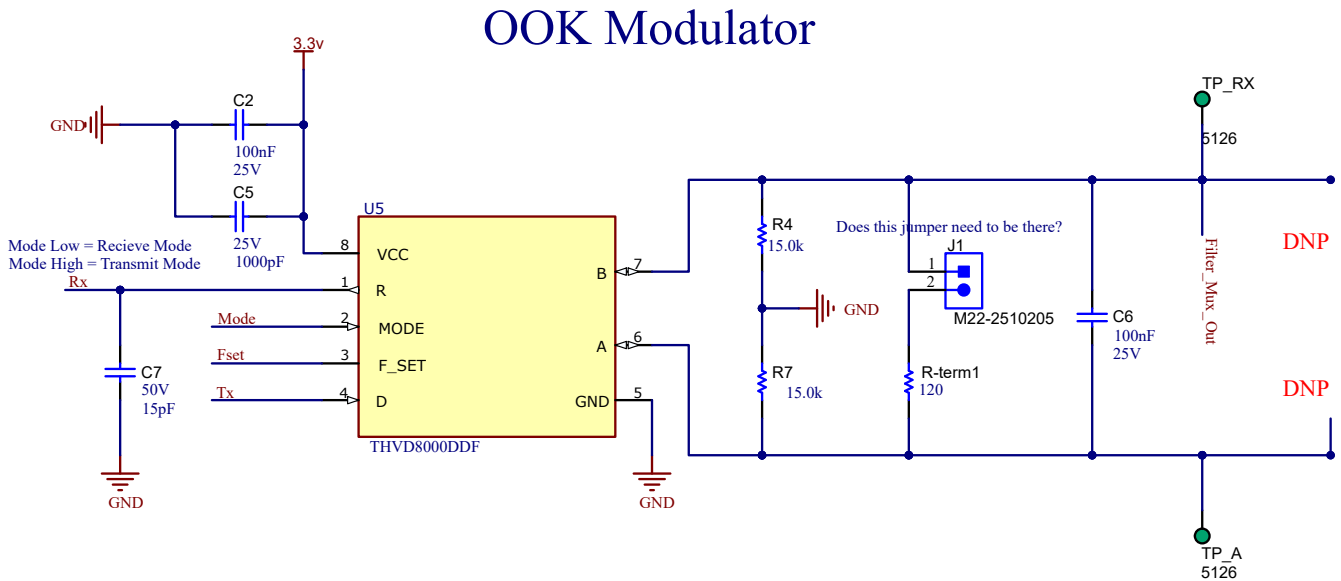 OOK Modulator
3.3v
C2
GND
100nF
25V
C5
25V
1000pF
Mode Low = Recieve Mode
Mode High = Transmit Mode
Rx
Mode
Fset
Tx
C7
50V
15pF
GND
U5
8
VCC
1
R
2
MODE
3
F_SET
4
D
B
7
A
6
GND
5
THVD8000DDF
GND
R4
15.0k
GND
R7
15.0k
Does this jumper need to be there?
J1
1
2
M22-2510205
R-term1
120
C6
100nF
25V
TP_RX
5126
Filter_Mux_Out
DNP
DNP
TP_A
5126